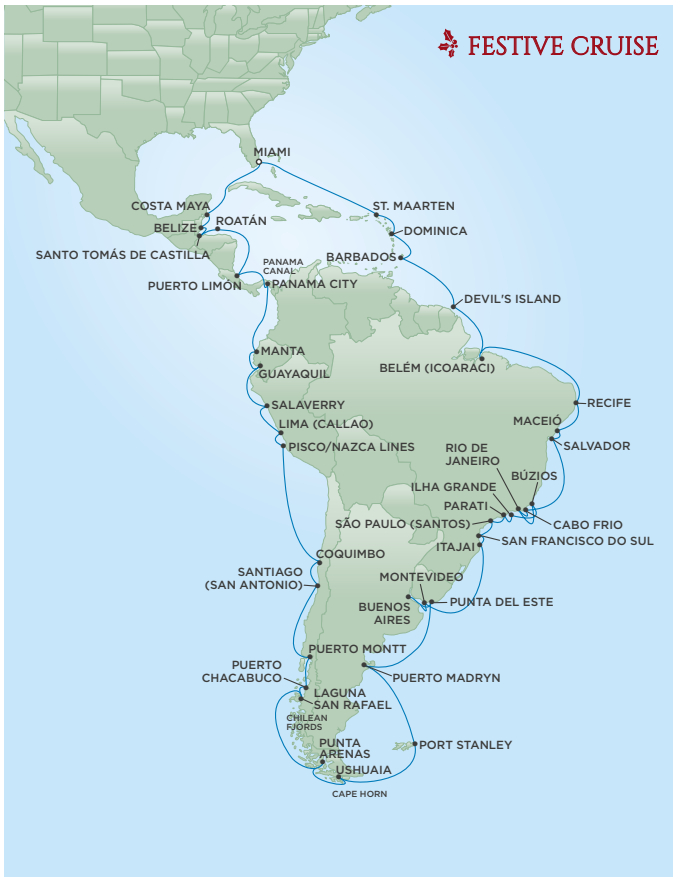 FESTIVE CRUISE
MIAMI
COSTA MAYA
ROATÁN
BELIZE
SANTO TOMÁS DE CASTILLA
PUERTO LIMÓN
PANAMA
CANAL
PANAMA CITY
ST. MAARTEN
DOMINICA
BARBADOS
DEVIL'S ISLAND
BELÉM (ICOARACI)
MANTA
GUAYAQUIL
SALAVERRY
LIMA (CALLAO)
PISCO/NAZCA LINES
RECIFE
MACEIÓ
SALVADOR
RIO DE
JANEIRO
BÚZIOS
ILHA GRANDE
PARATI
CABO FRIO
SÃO PAULO (SANTOS)
SAN FRANCISCO DO SUL
ITAJAI
COQUIMBO
SANTIAGO
(SAN ANTONIO)
MONTEVIDEO
BUENOS
AIRES
PUNTA DEL ESTE
PUERTO MONTT
PUERTO
CHACABUCO
PUERTO MADRYN
LAGUNA
SAN RAFAEL
CHILEAN
FJORDS
PUNTA
ARENAS
PORT STANLEY
USHUAIA
CAPE HORN